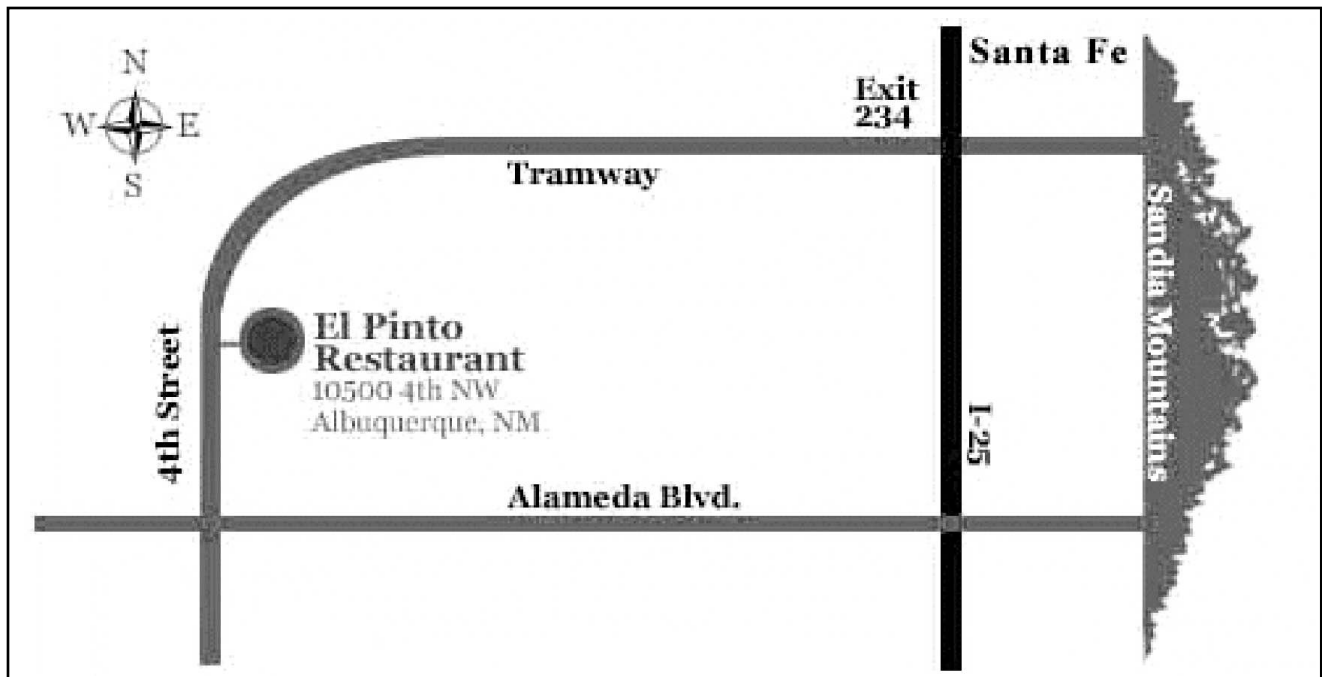 N
W E
S
Santa Fe
Exit
234
Tramway
Sandia Mountains
El Pinto
Restaurant
10500 4th NW
Albuquerque, NM
4th Street
I-25
Alameda Blvd.